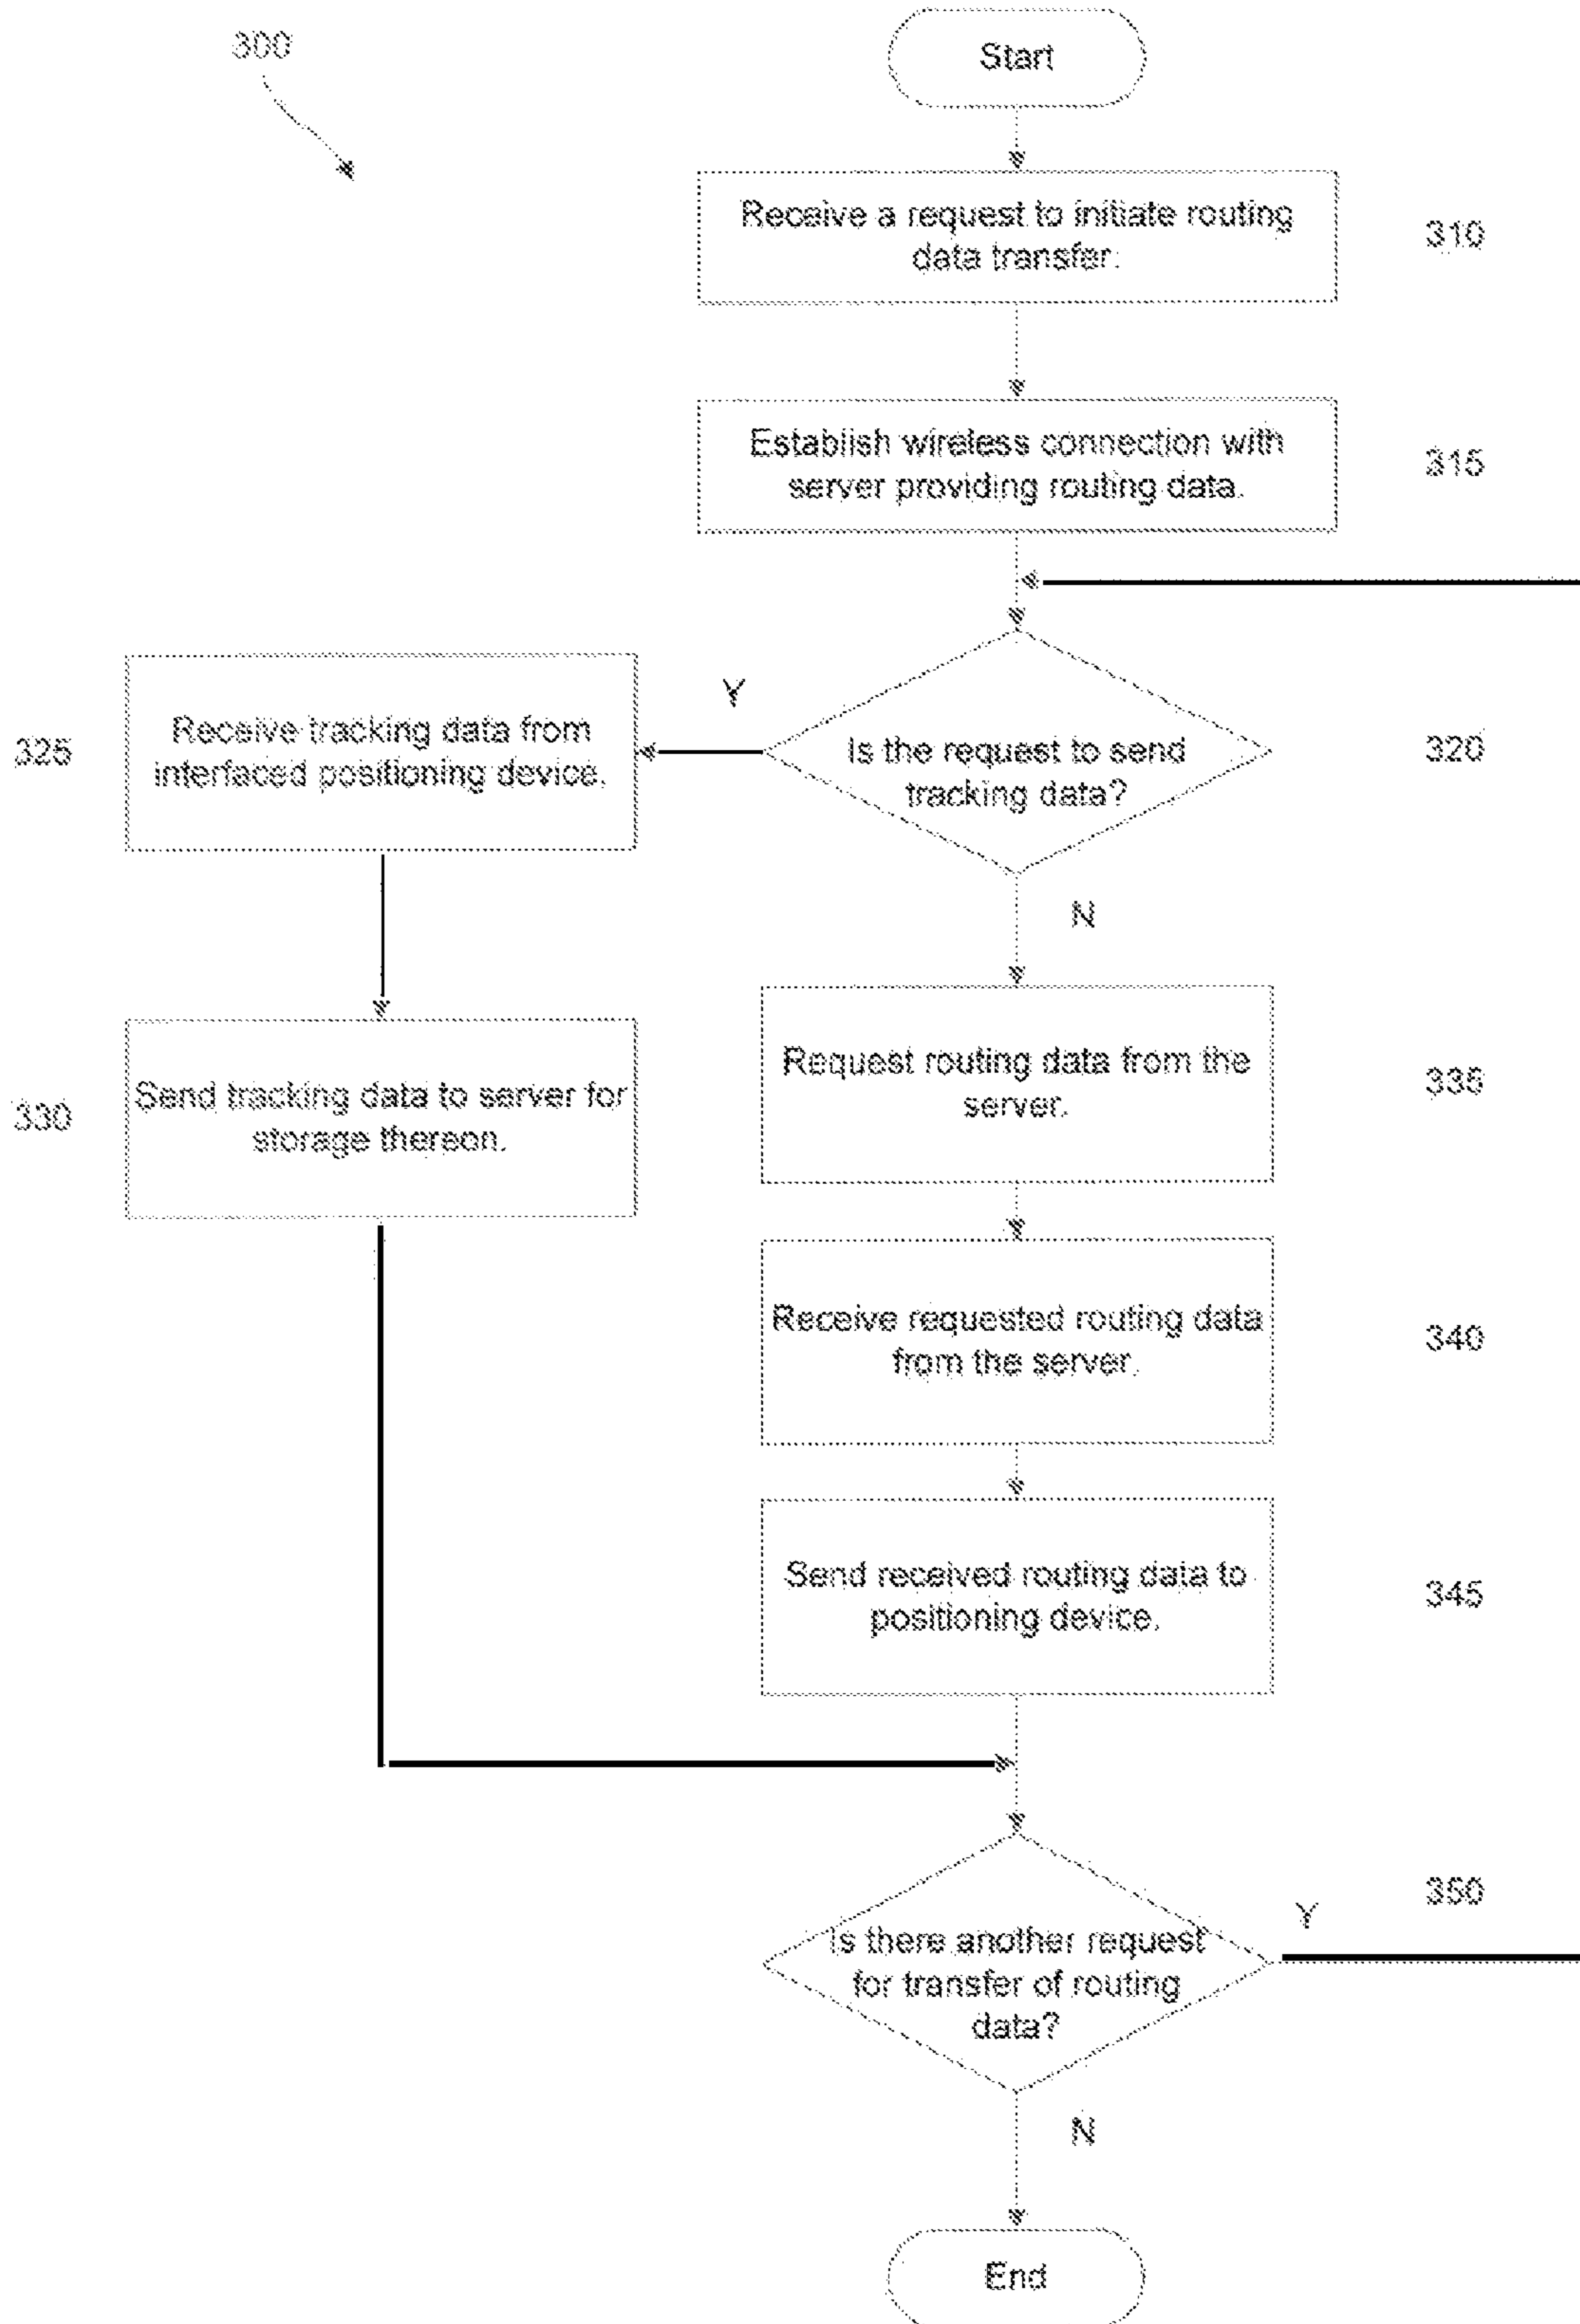 300
Start
Receive a request to initiate routing
data transfer.
310
Establish wireless connection with
server providing routing data.
315
Y
Receive tracking data from
interfaced positioning device.
325
Is the request to send
tracking data?
320
N
Request routing data from the
server.
335
Send tracking data to server for
storage thereon.
330
Receive requested routing data
from the server.
340
Send received routing data to
positioning device.
345
350
Y
Is there another request
for transfer of routing
data?
N
End